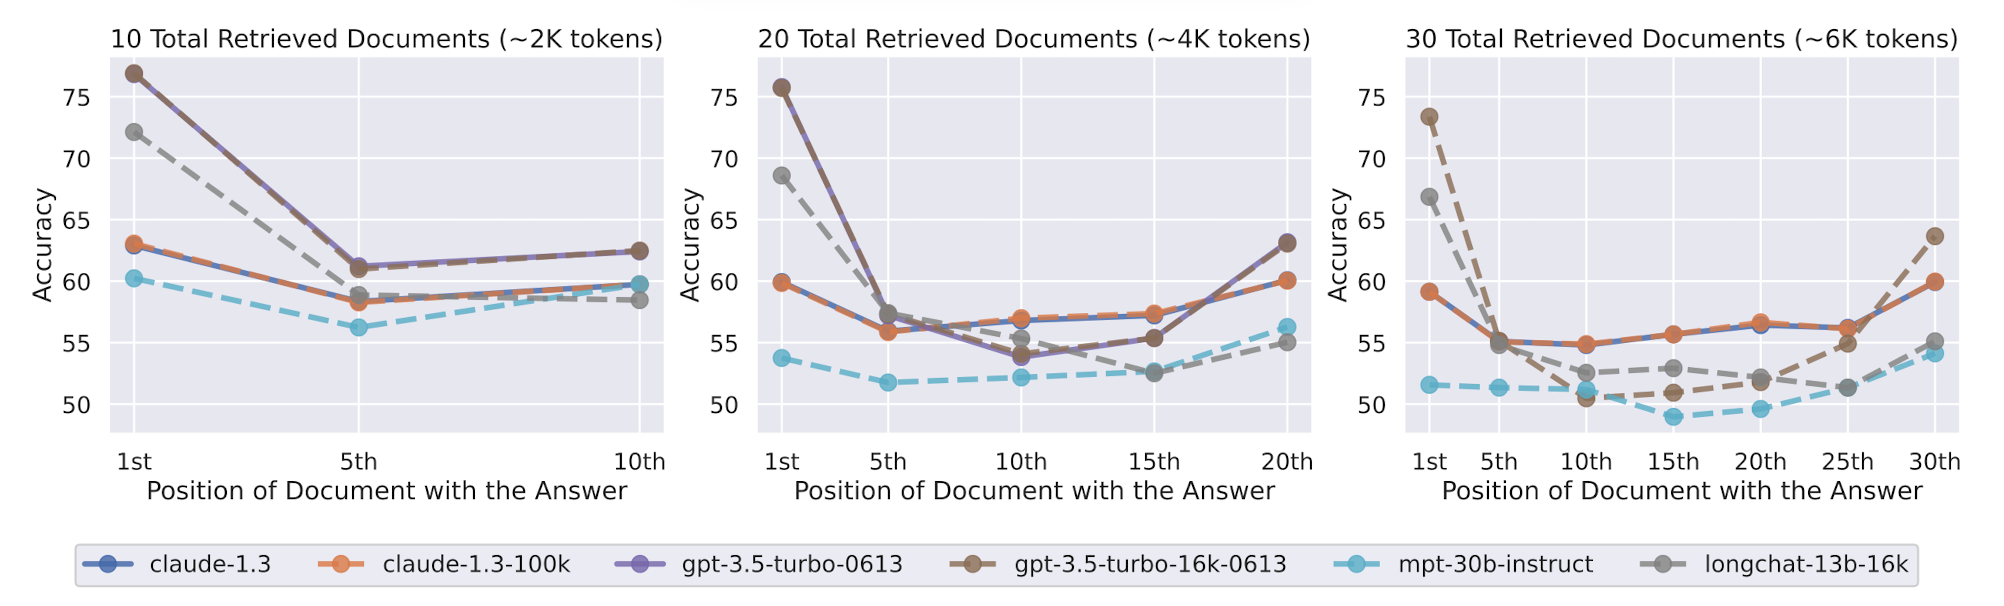 10 Total Retrieved Documents (~2K tokens)
75
70
65
60
55
50
Accuracy
1st 5th 10th
Position of Document with the Answer
20 Total Retrieved Documents (~4K tokens)
75
70
65
60
55
50
Accuracy
1st 5th 10th 15th 20th
Position of Document with the Answer
30 Total Retrieved Documents (~6K tokens)
75
70
65
60
55
50
Accuracy
1st 5th 10th 15th 20th 25th 30th
Position of Document with the Answer
claude-1.3 claude-1.3-100k gpt-3.5-turbo-0613 gpt-3.5-turbo-16k-0613 mpt-30b-instruct longchat-13b-16k